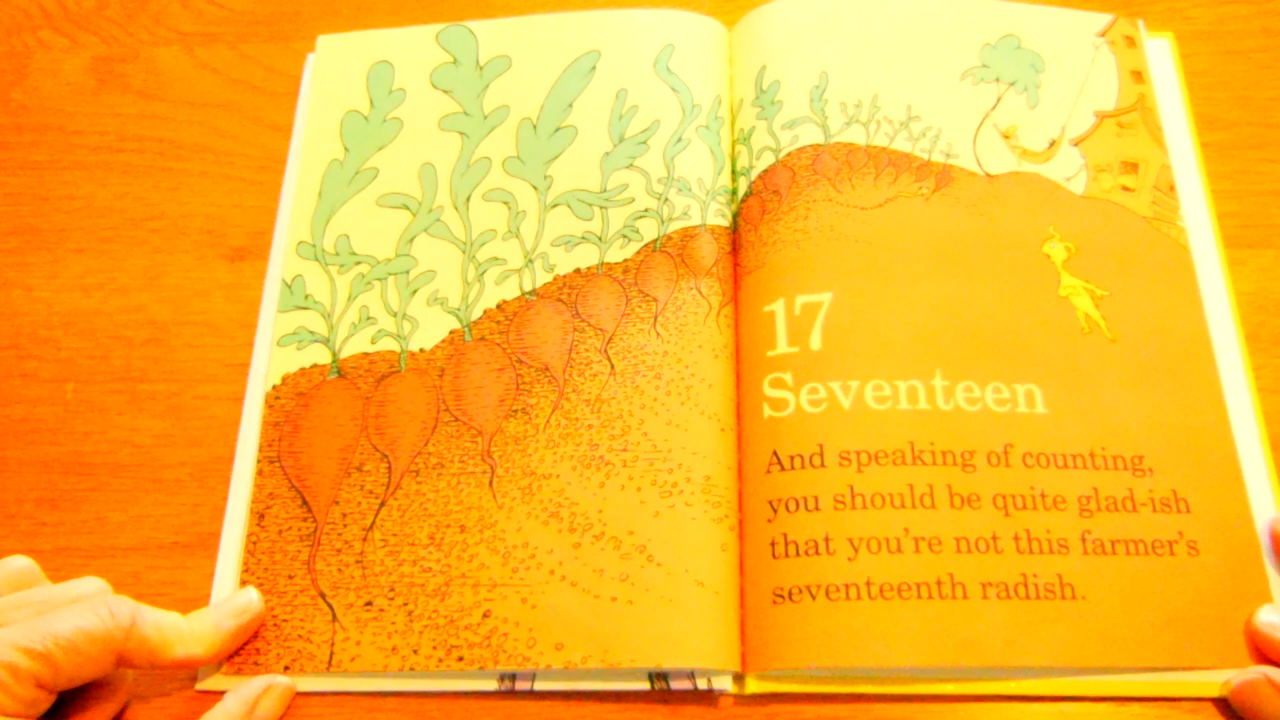 17
Seventeen
And speaking of counting,
you should be quite glad-ish
that you're not this farmer's
seventeenth radish.